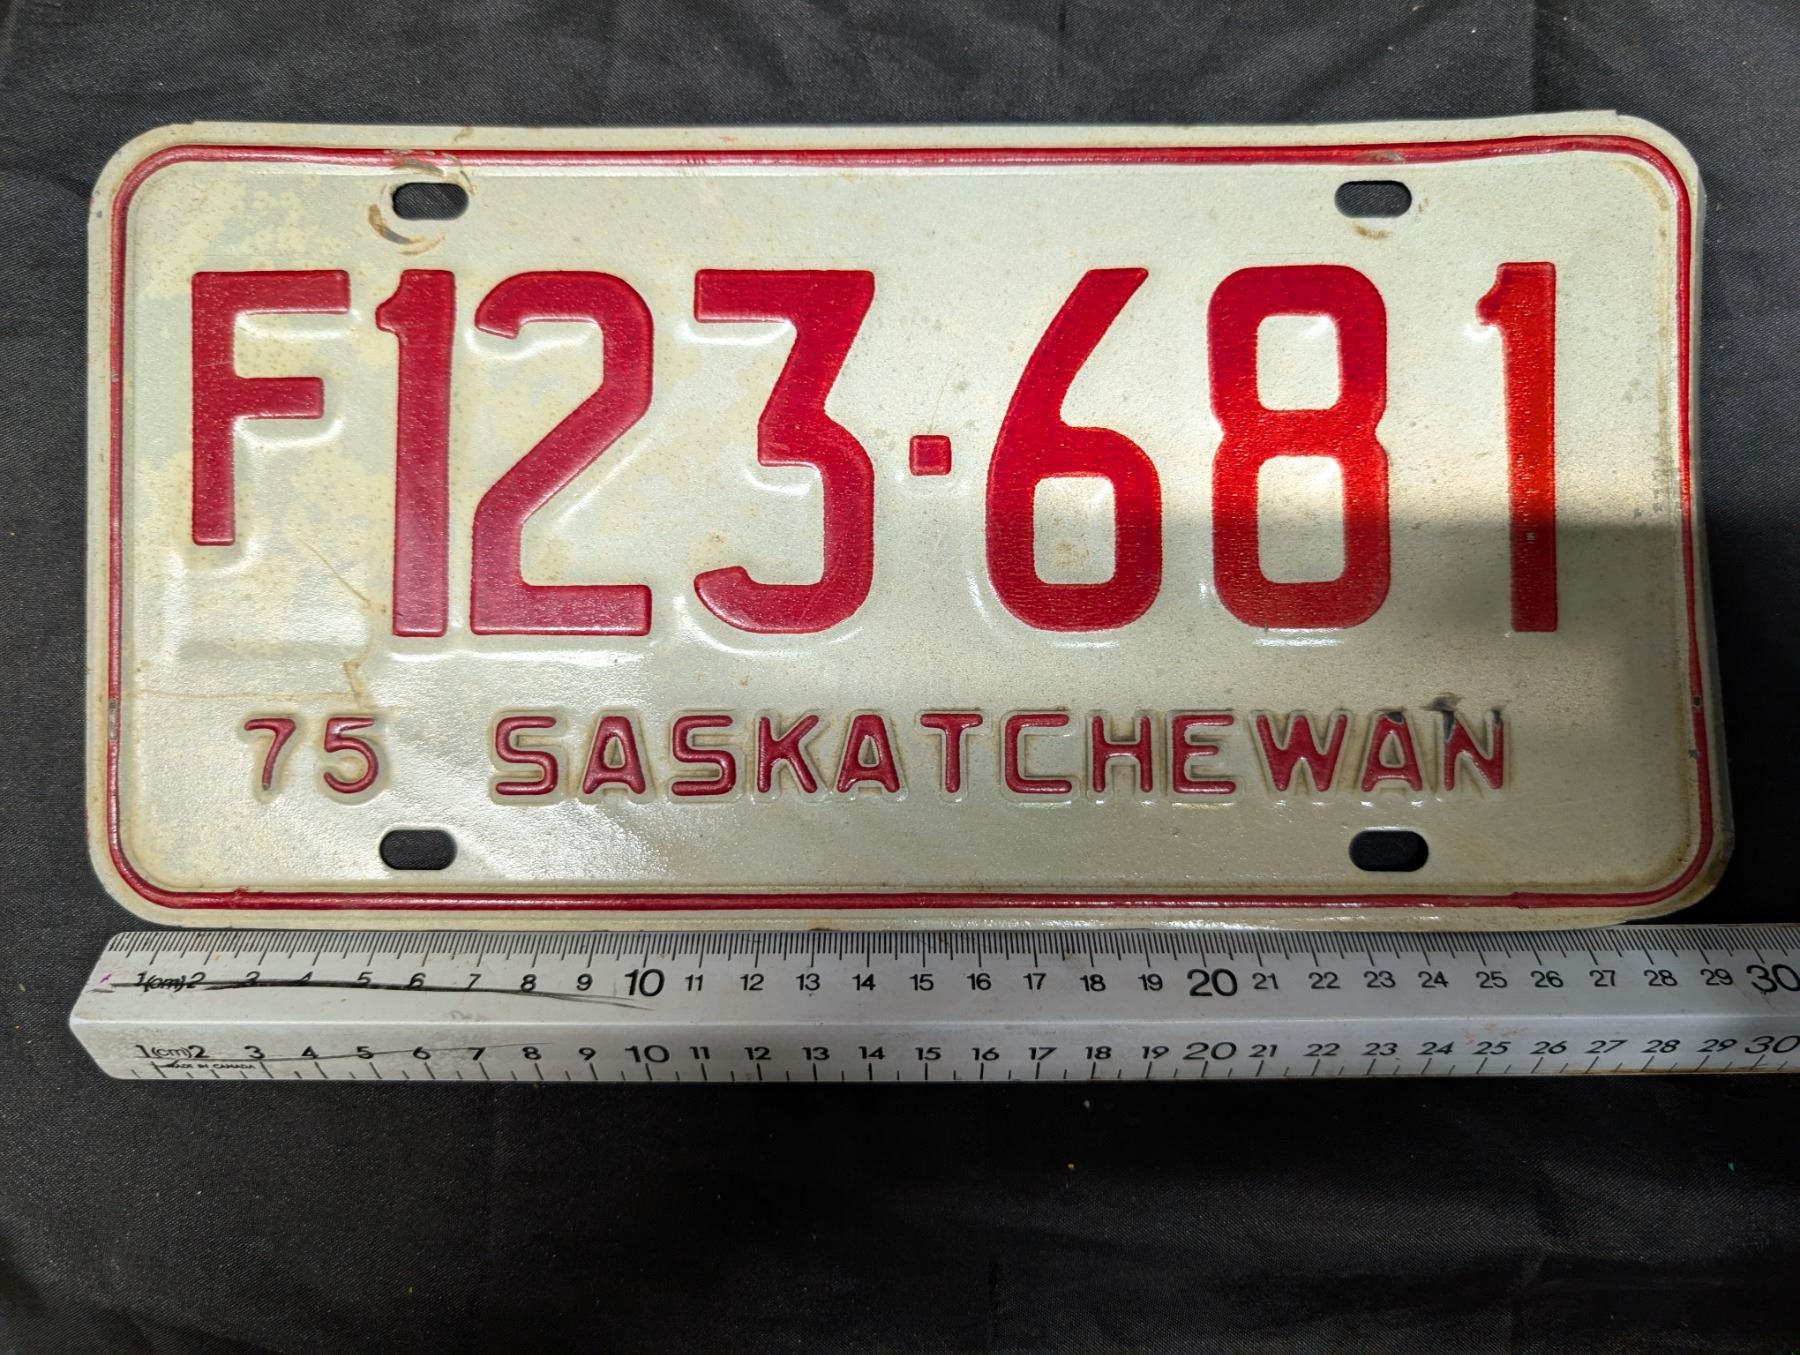 F123·681
75 SASKATCHEWAN
1(cm)2 3 4 5 6 7 8 9 10 11 12 13 14 15 16 17 18 19 20 21 22 23 24 25 26 27 28 29 30
1(cm)2 3 4 5 6 7 8 9 10 11 12 13 14 15 16 17 18 19 20 21 22 23 24 25 26 27 28 29 30
MADE IN CANADA